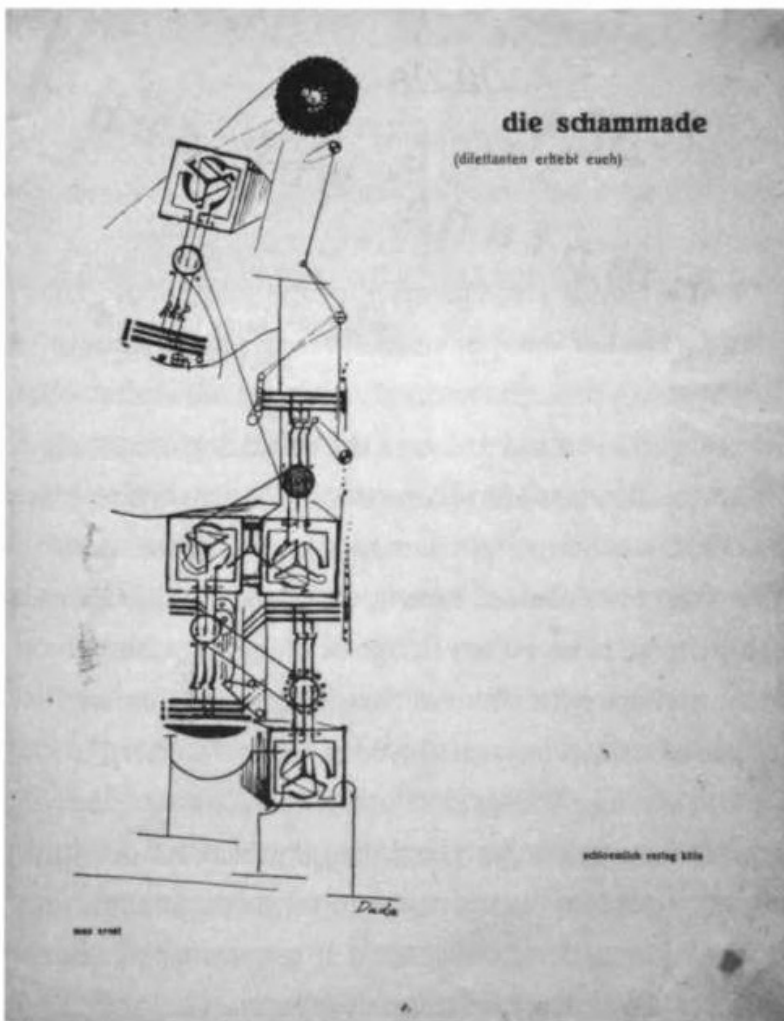 die schammade
(dilettanten erhebt euch)
schloemilch verlag köln
Dada
max ernst